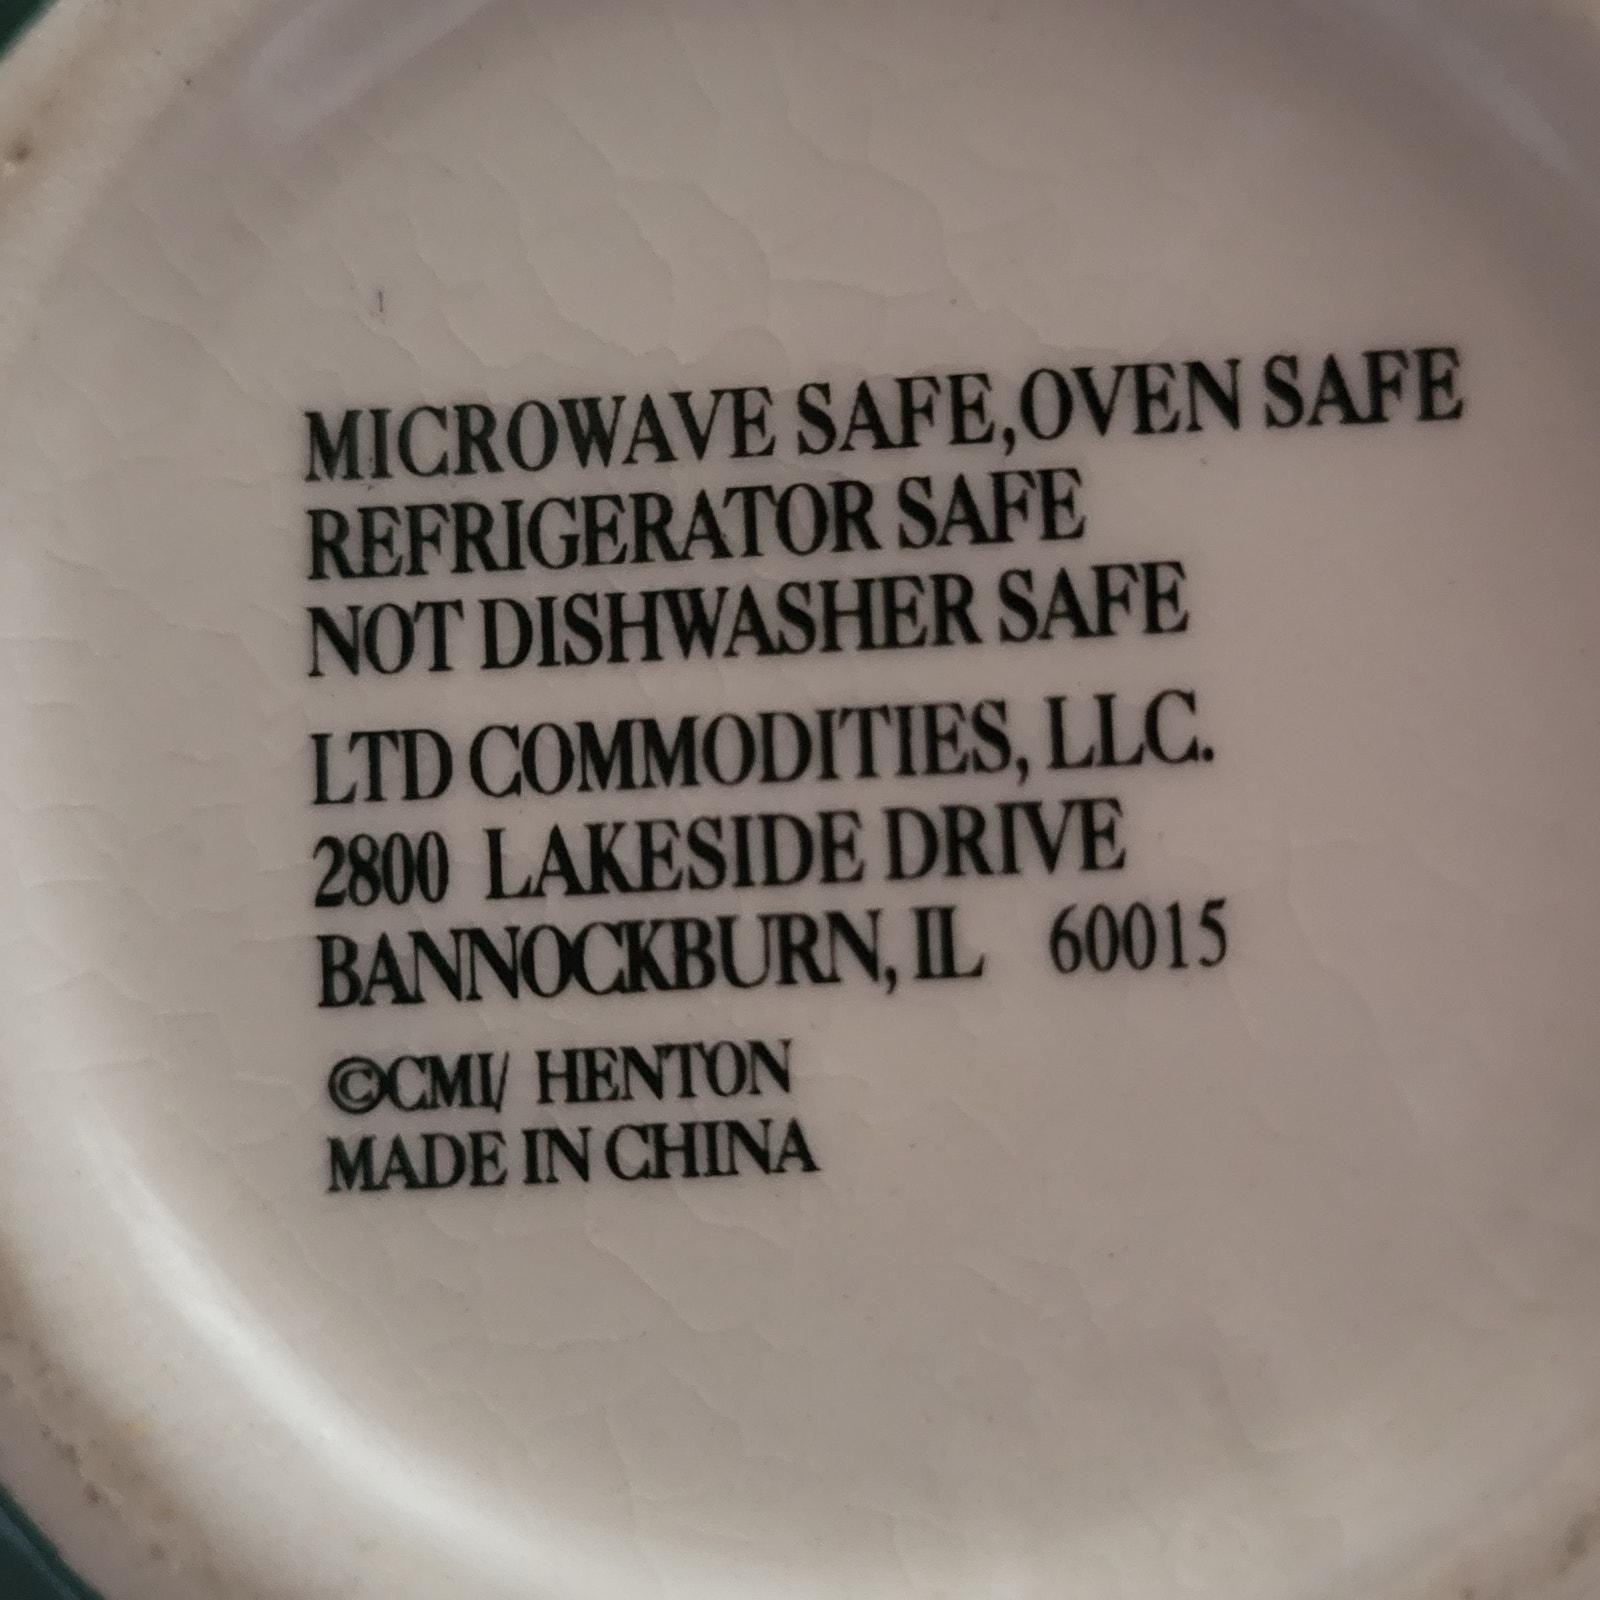 MICROWAVE SAFE,OVEN SAFE
REFRIGERATOR SAFE
NOT DISHWASHER SAFE
LTD COMMODITIES, LLC.
2800 LAKESIDE DRIVE
BANNOCKBURN, IL 60015
©CMI/ HENTON
MADE IN CHINA